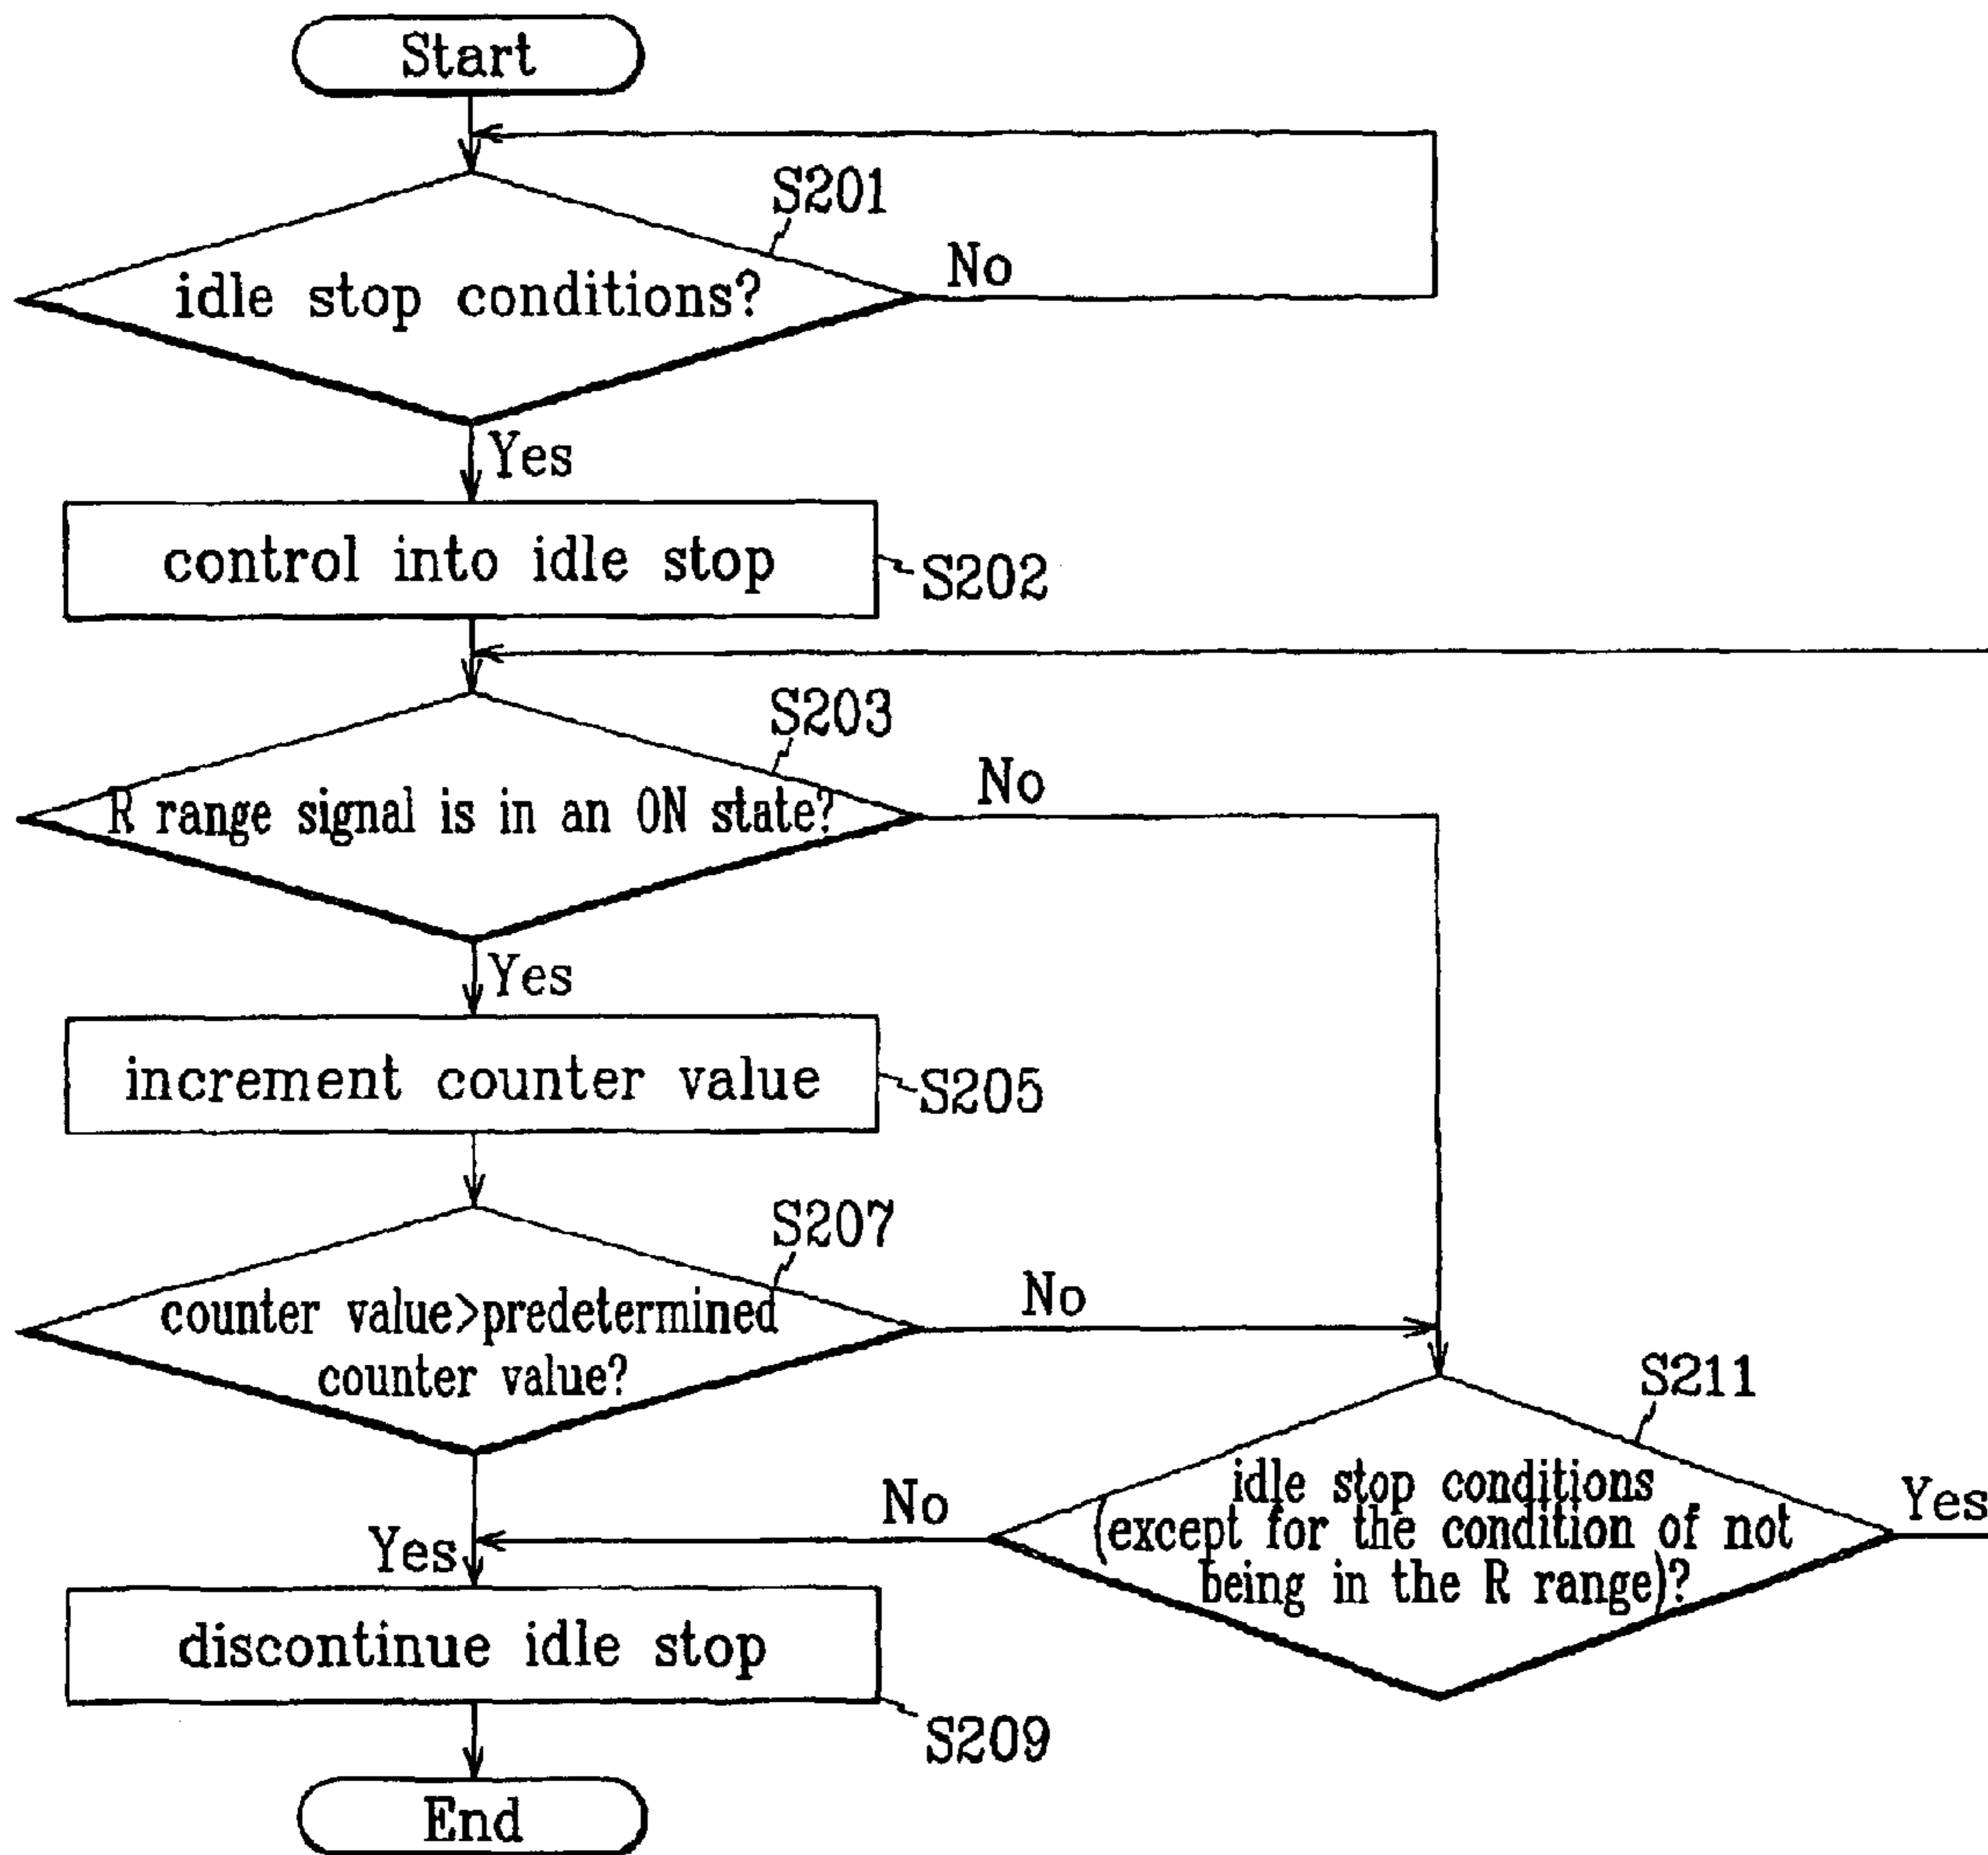 Start
S201
idle stop conditions?
No
Yes
control into idle stop
S202
S203
R range signal is in an ON state?
No
Yes
increment counter value
S205
S207
counter value>predetermined
counter value?
No
Yes
S211
idle stop conditions
(except for the condition of not
being in the R range)?
No
Yes
discontinue idle stop
S209
End